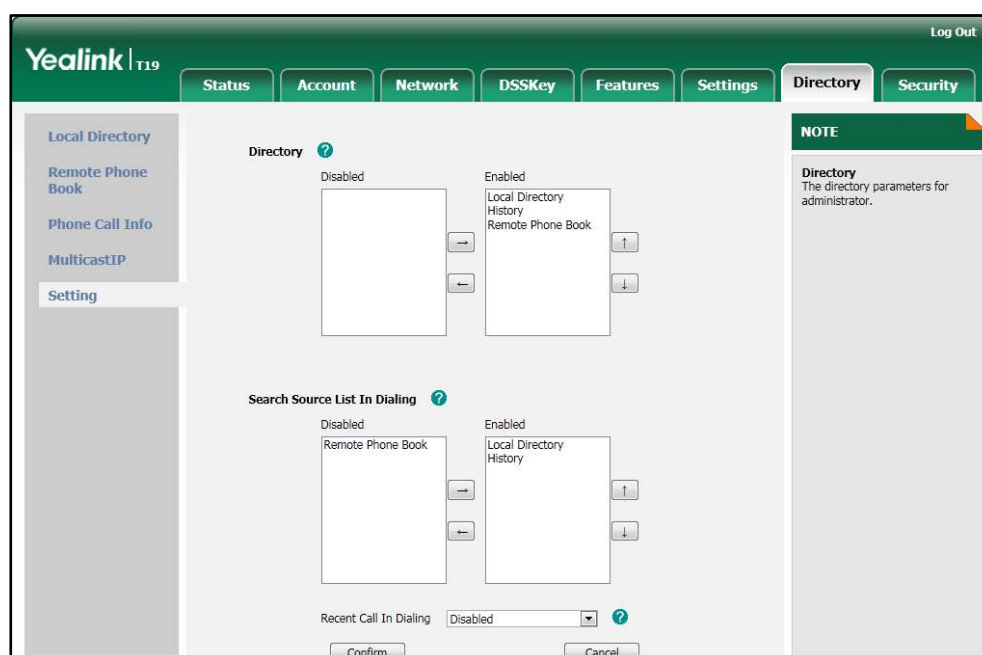 Log Out
Yealink | T19
Status Account Network DSSKey Features Settings Directory Security
Local Directory
Remote Phone
Book
Phone Call Info
MulticastIP
Setting
Directory ?
Disabled Enabled
Local Directory
History
Remote Phone Book
→ ↑
← ↓
Search Source List In Dialing ?
Disabled Enabled
Remote Phone Book Local Directory
History
→ ↑
← ↓
Recent Call In Dialing Disabled ?
Confirm Cancel
NOTE
Directory
The directory parameters for
administrator.